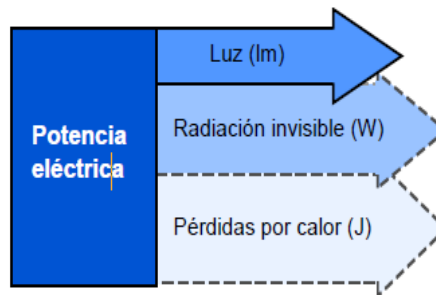 Luz (lm)
Radiación invisible (W)
Potencia
eléctrica
Pérdidas por calor (J)